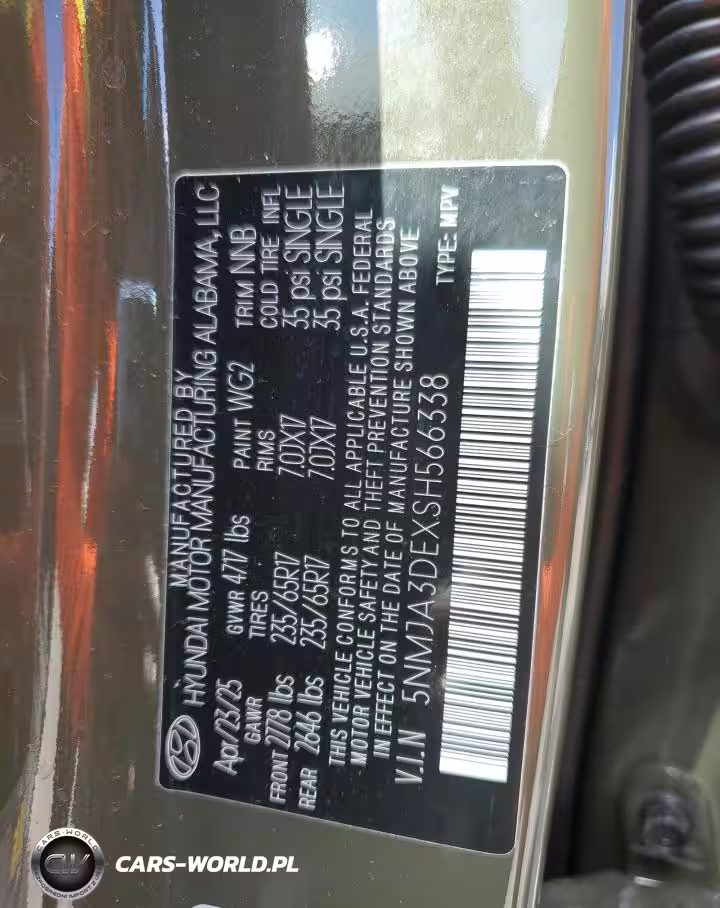 MANUFACTURED BY
HYUNDAI MOTOR MANUFACTURING ALABAMA, LLC
Apr/23/25 GVWR 4717 lbs PAINT WG2 TRIM NNB
GAWR TIRES RIMS COLD TIRE INFL
FRONT 2778 lbs 235/65R17 7.0JX17 35 psi SINGLE
REAR 2646 lbs 235/65R17 7.0JX17 35 psi SINGLE
THIS VEHICLE CONFORMS TO ALL APPLICABLE U.S.A. FEDERAL
MOTOR VEHICLE SAFETY AND THEFT PREVENTION STANDARDS
IN EFFECT ON THE DATE OF MANUFACTURE SHOWN ABOVE
V.I.N 5NMJA3DEXSH566338 TYPE: MPV
CARS-WORLD
CW
CARS-WORLD.PL